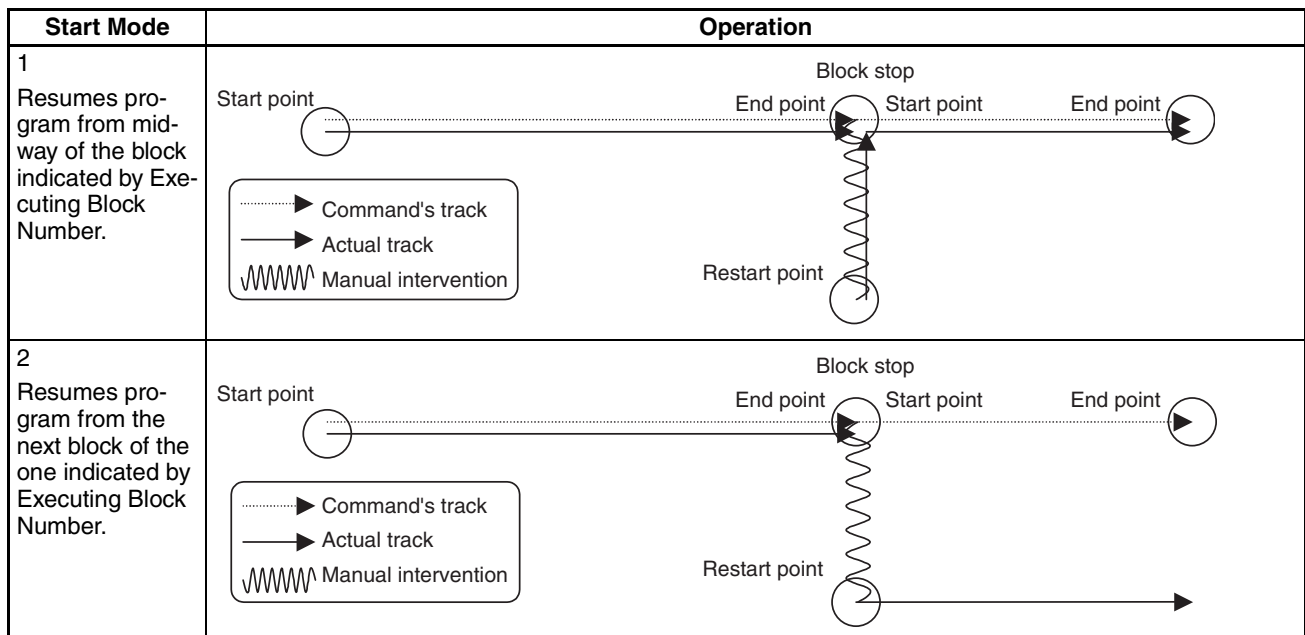 Start Mode
Operation
1
Resumes pro-
gram from mid-
way of the block
indicated by Exe-
cuting Block
Number.
Block stop
Start point
End point
Start point
End point
Command's track
Actual track
Manual intervention
Restart point
2
Resumes pro-
gram from the
next block of the
one indicated by
Executing Block
Number.
Block stop
Start point
End point
Start point
End point
Command's track
Actual track
Manual intervention
Restart point